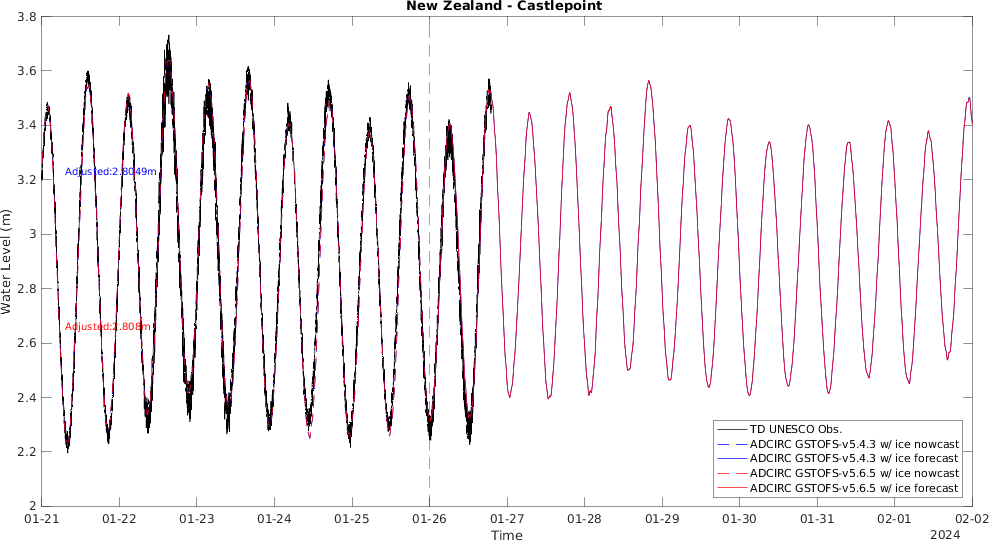 New Zealand - Castlepoint
Water Level (m)
3.8
3.6
3.4
3.2
3
2.8
2.6
2.4
2.2
2
Adjusted:2.8049m
Adjusted:2.808m
TD UNESCO Obs.
ADCIRC GSTOFS-v5.4.3 w/ ice nowcast
ADCIRC GSTOFS-v5.4.3 w/ ice forecast
ADCIRC GSTOFS-v5.6.5 w/ ice nowcast
ADCIRC GSTOFS-v5.6.5 w/ ice forecast
01-21 01-22 01-23 01-24 01-25 01-26 01-27 01-28 01-29 01-30 01-31 02-01 02-02
Time
2024